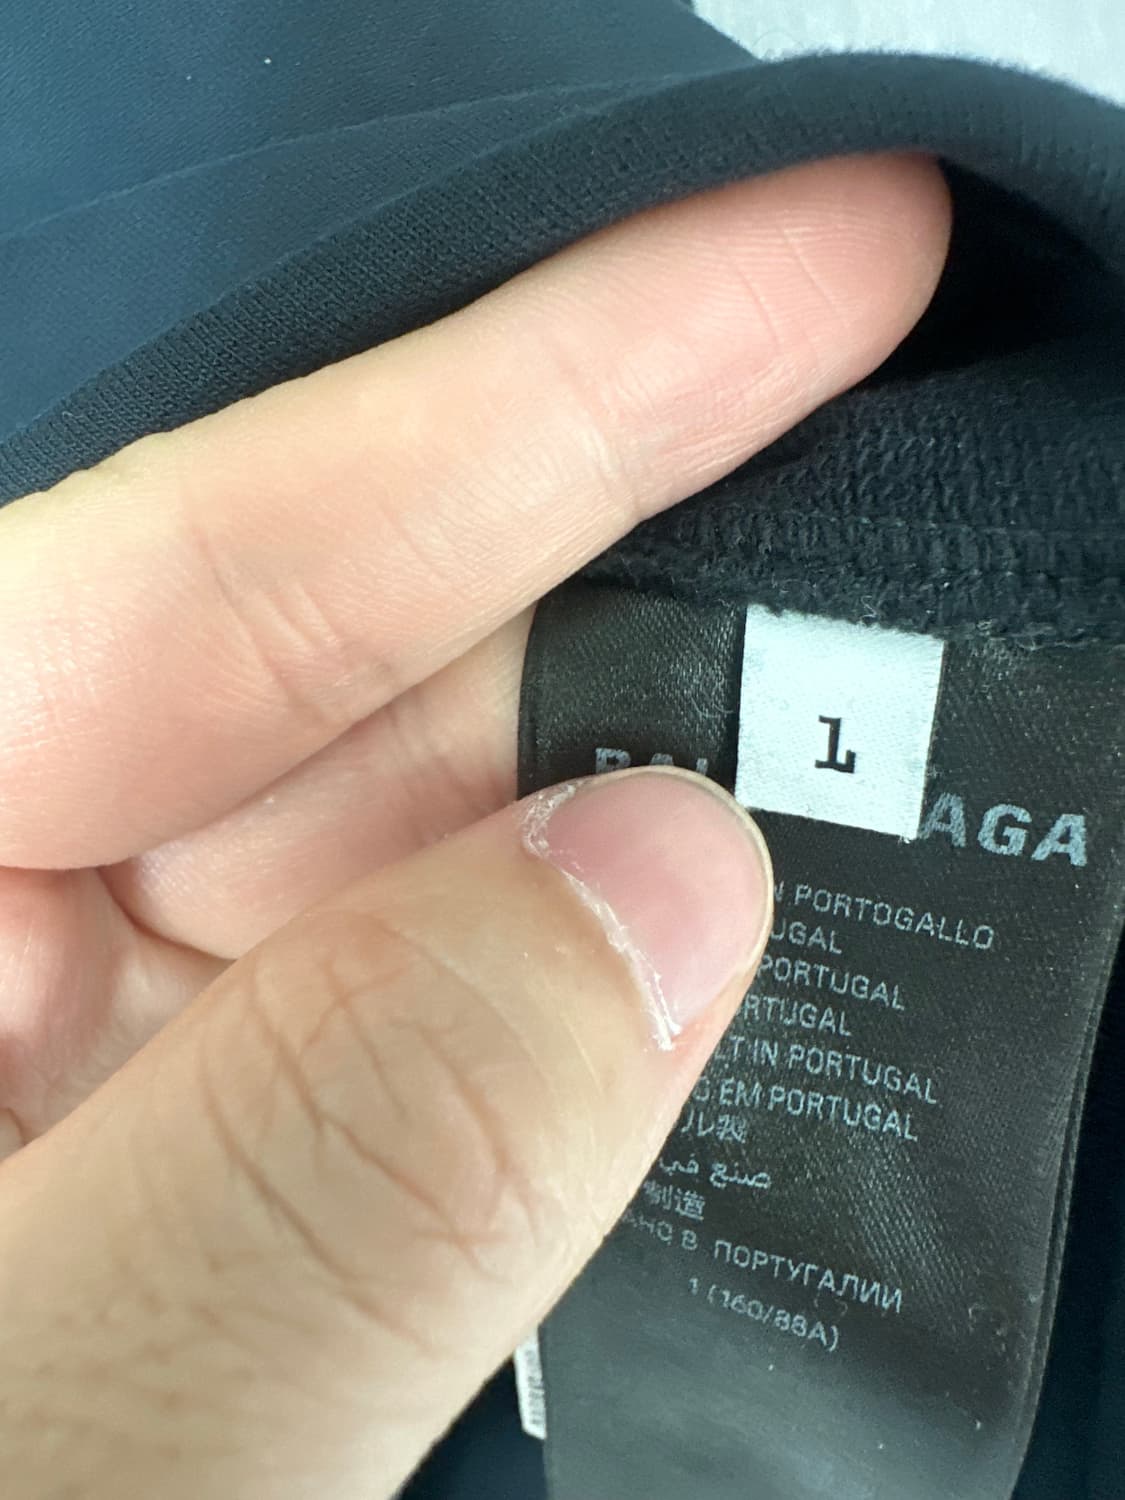 1
BAL AGA
N PORTOGALLO
UGAL
PORTUGAL
RTUGAL
LT IN PORTUGAL
O EM PORTUGAL
ル製
صنع في
制造
АНО В ПОРТУГАЛИИ
1 (160/88A)